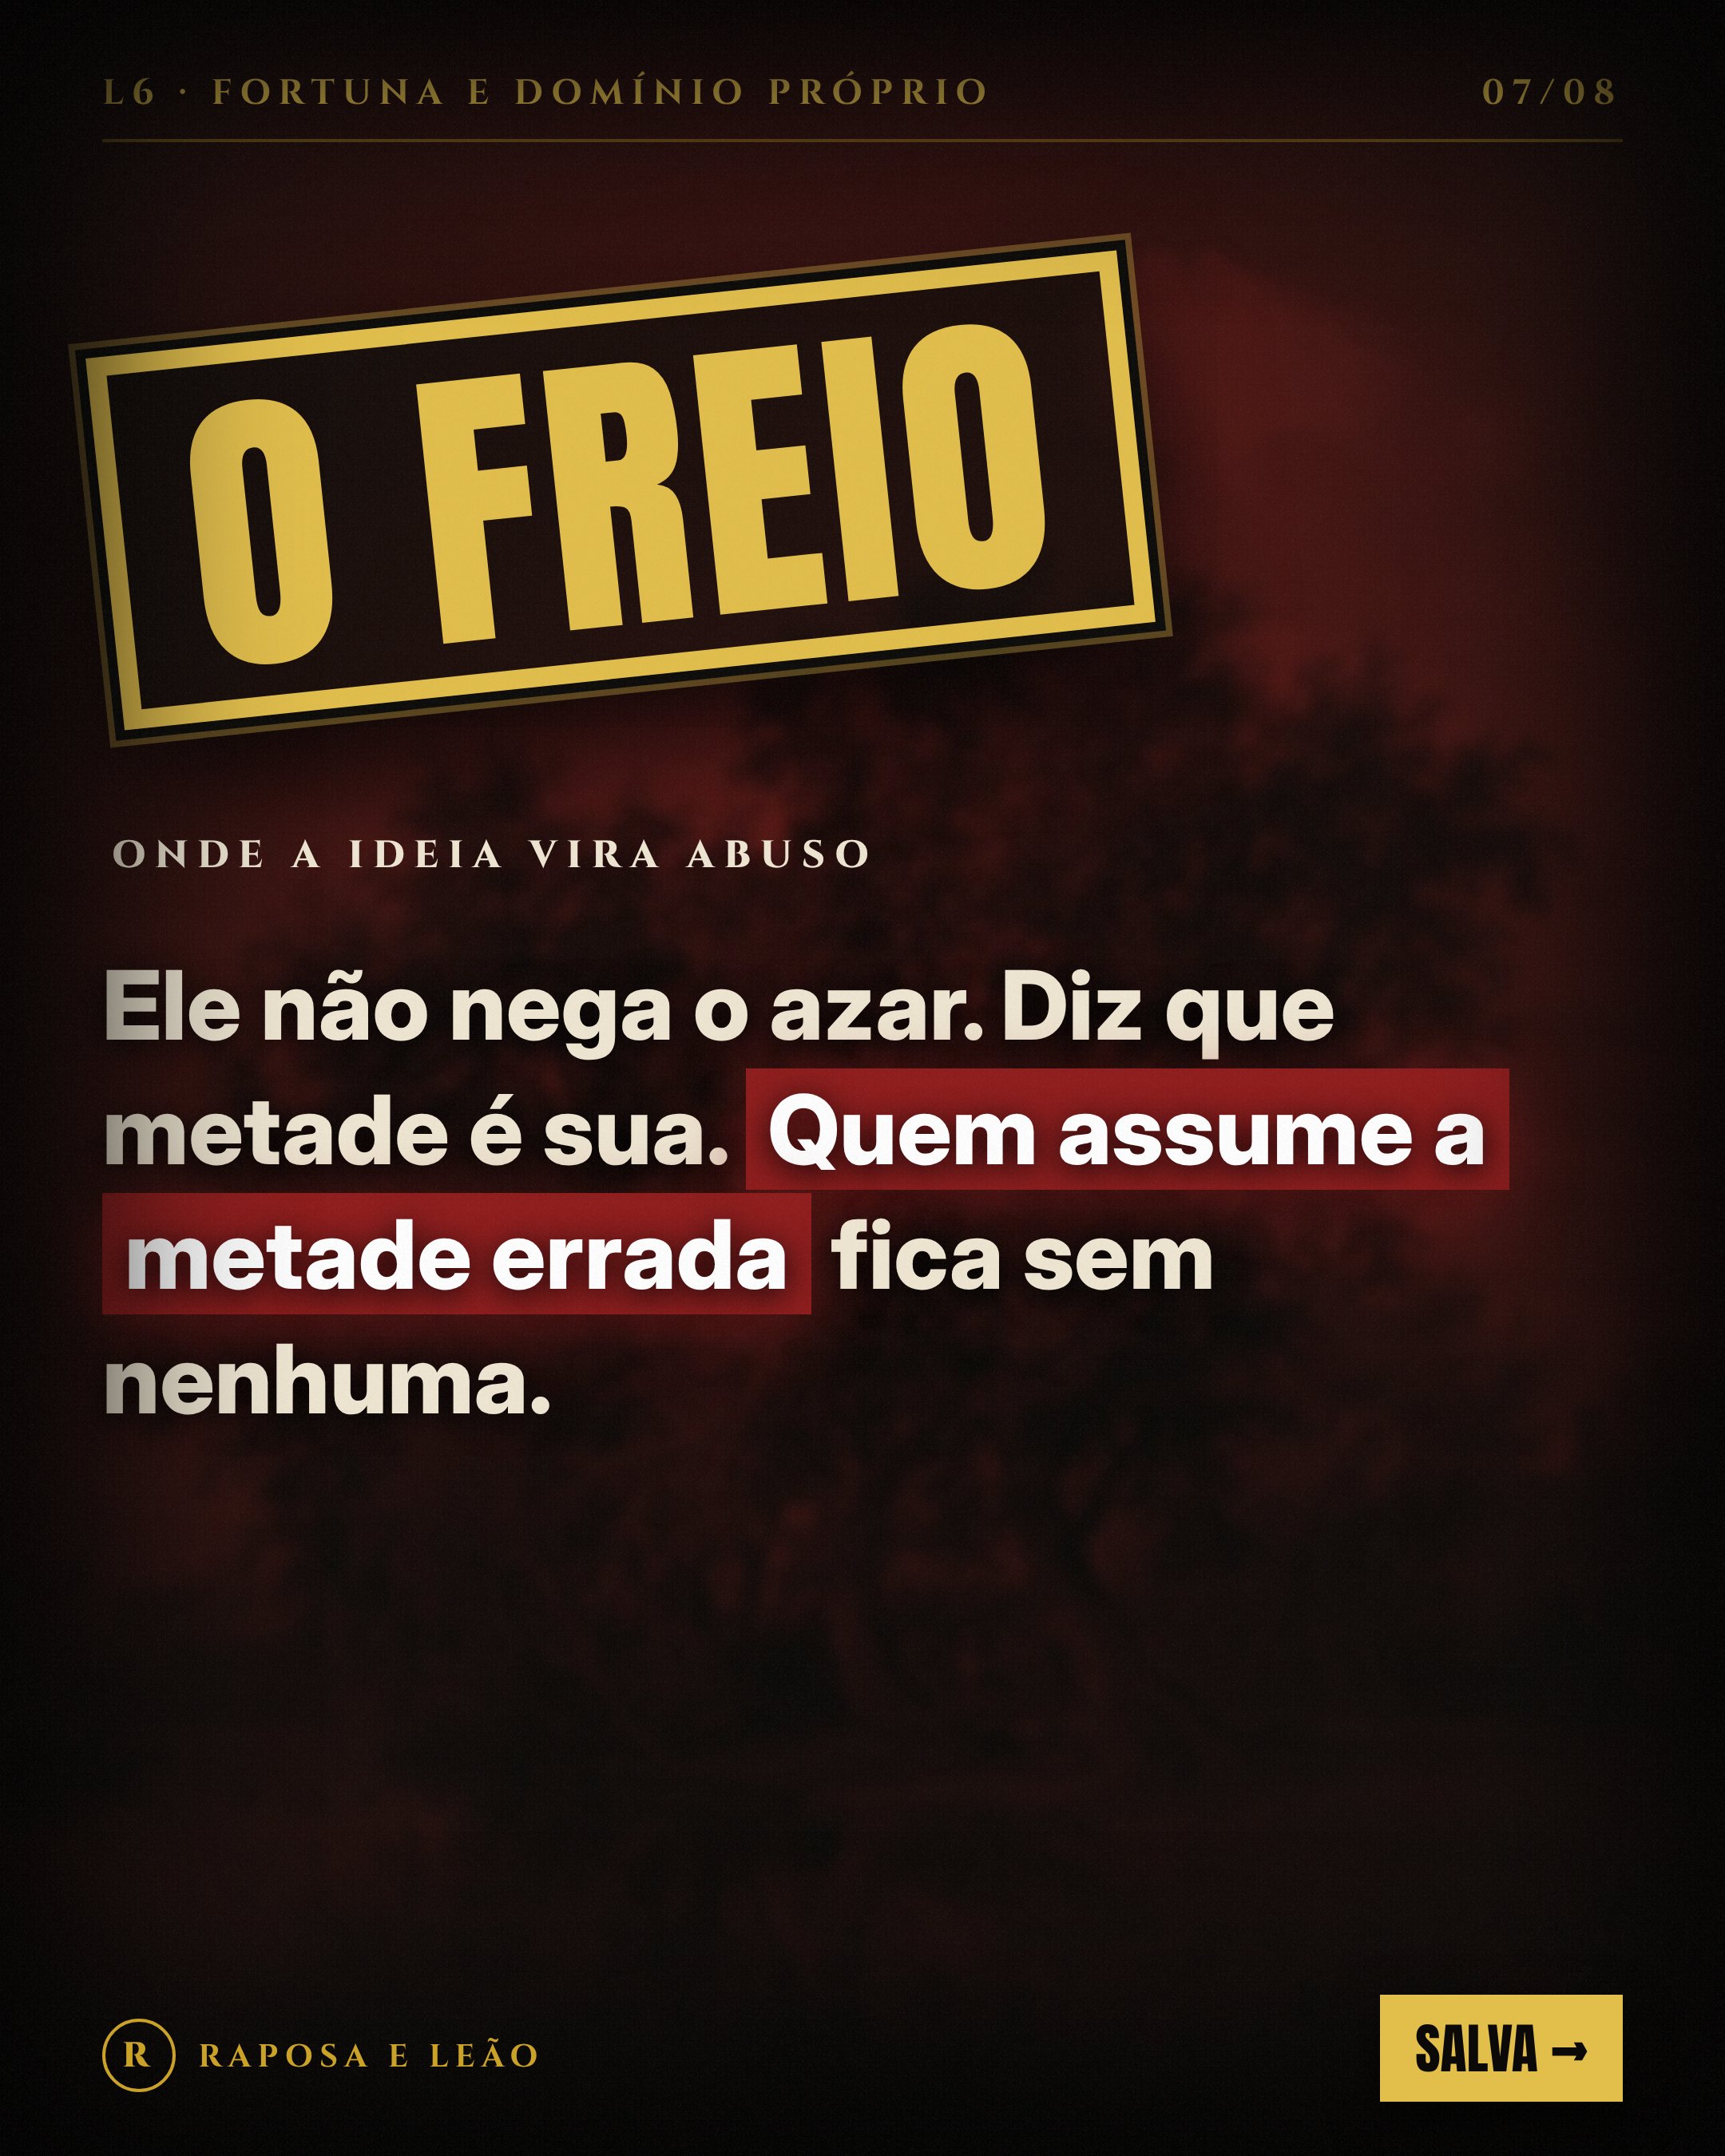 L6 · FORTUNA E DOMÍNIO PRÓPRIO
07/08
O FREIO
ONDE A IDEIA VIRA ABUSO
Ele não nega o azar. Diz que
metade é sua. Quem assume a
metade errada fica sem
nenhuma.
R RAPOSA E LEÃO
SALVA →